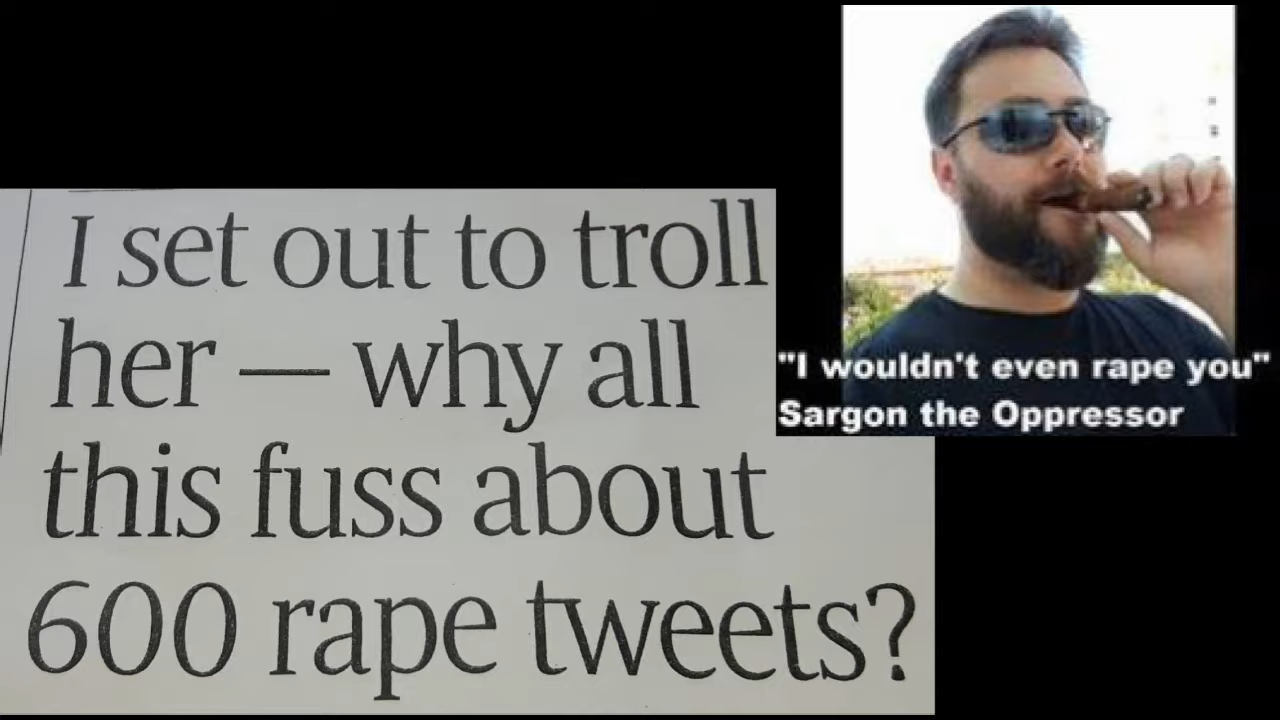 I set out to troll
her — why all
this fuss about
600 rape tweets?
"I wouldn't even rape you"
Sargon the Oppressor